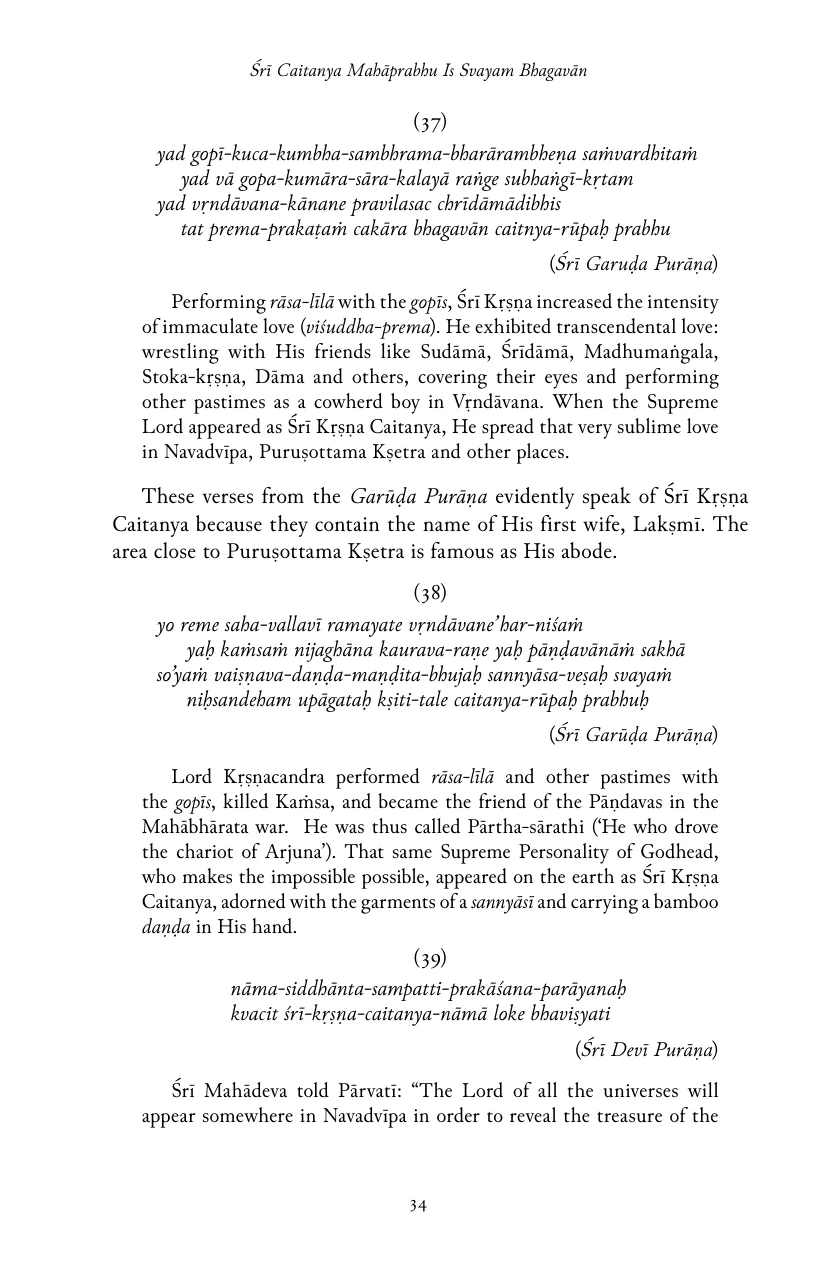 Śrī Caitanya Mahāprabhu Is Svayam Bhagavān
(37)
yad gopī-kuca-kumbha-sambhrama-bharārambheṇa saṁvardhitaṁ
yad vā gopa-kumāra-sāra-kalayā raṅge subhaṅgī-kṛtam
yad vṛndāvana-kānane pravilasac chrīdāmādibhis
tat prema-prakaṭaṁ cakāra bhagavān caitnya-rūpaḥ prabhu
(Śrī Garuḍa Purāṇa)
Performing rāsa-līlā with the gopīs, Śrī Kṛṣṇa increased the intensity
of immaculate love (viśuddha-prema). He exhibited transcendental love:
wrestling with His friends like Sudāmā, Śrīdāmā, Madhumaṅgala,
Stoka-kṛṣṇa, Dāma and others, covering their eyes and performing
other pastimes as a cowherd boy in Vṛndāvana. When the Supreme
Lord appeared as Śrī Kṛṣṇa Caitanya, He spread that very sublime love
in Navadvīpa, Puruṣottama Kṣetra and other places.
These verses from the Garūḍa Purāṇa evidently speak of Śrī Kṛṣṇa
Caitanya because they contain the name of His first wife, Lakṣmī. The
area close to Puruṣottama Kṣetra is famous as His abode.
(38)
yo reme saha-vallavī ramayate vṛndāvane’har-niśaṁ
yaḥ kaṁsaṁ nijaghāna kaurava-raṇe yaḥ pāṇḍavānāṁ sakhā
so’yaṁ vaiṣṇava-daṇḍa-maṇḍita-bhujaḥ sannyāsa-veṣaḥ svayaṁ
niḥsandeham upāgataḥ kṣiti-tale caitanya-rūpaḥ prabhuḥ
(Śrī Garūḍa Purāṇa)
Lord Kṛṣṇacandra performed rāsa-līlā and other pastimes with
the gopīs, killed Kaṁsa, and became the friend of the Pāṇdavas in the
Mahābhārata war. He was thus called Pārtha-sārathi (‘He who drove
the chariot of Arjuna’). That same Supreme Personality of Godhead,
who makes the impossible possible, appeared on the earth as Śrī Kṛṣṇa
Caitanya, adorned with the garments of a sannyāsī and carrying a bamboo
daṇḍa in His hand.
(39)
nāma-siddhānta-sampatti-prakāśana-parāyanaḥ
kvacit śrī-kṛṣṇa-caitanya-nāmā loke bhaviṣyati
(Śrī Devī Purāṇa)
Śrī Mahādeva told Pārvatī: “The Lord of all the universes will
appear somewhere in Navadvīpa in order to reveal the treasure of the
34